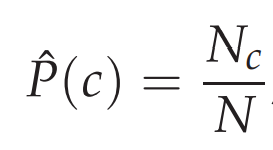 P̂(c) = N_c / N